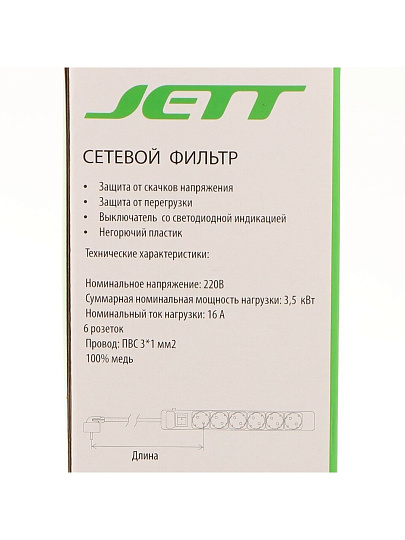 JETT
СЕТЕВОЙ ФИЛЬТР
• Защита от скачков напряжения
• Защита от перегрузки
• Выключатель со светодиодной индикацией
• Негорючий пластик
Технические характеристики:
Номинальное напряжение: 220В
Суммарная номинальная мощность нагрузки: 3,5 кВт
Номинальный ток нагрузки: 16 А
6 розеток
Провод: ПВС 3*1 мм2
100% медь
Длина